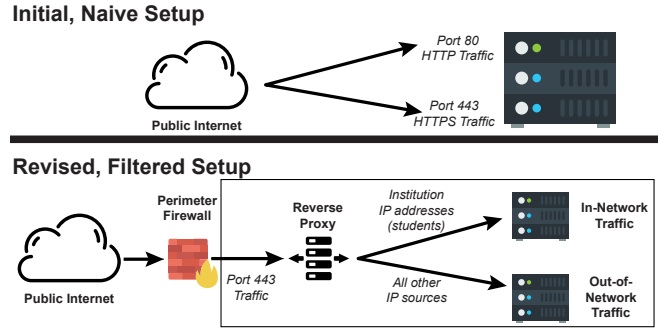 Initial, Naive Setup
Port 80
HTTP Traffic
Port 443
HTTPS Traffic
Public Internet
Revised, Filtered Setup
Perimeter
Firewall
Reverse
Proxy
Institution
IP addresses
(students)
In-Network
Traffic
Port 443
Traffic
All other
IP sources
Out-of-
Network
Traffic
Public Internet